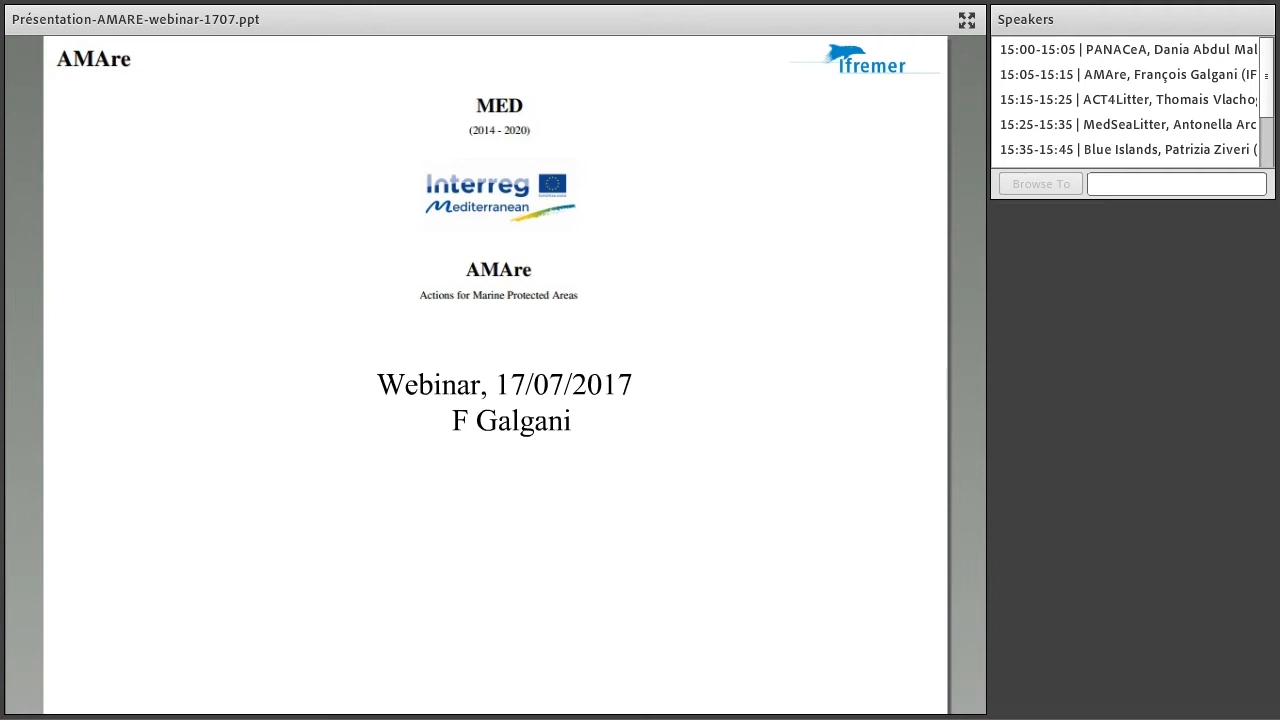 Présentation-AMARE-webinar-1707.ppt
AMAre
Ifremer
MED
(2014 - 2020)
Interreg
Mediterranean
AMAre
Actions for Marine Protected Areas
Webinar, 17/07/2017
F Galgani
Speakers
15:00-15:05 | PANACeA, Dania Abdul Mal
15:05-15:15 | AMAre, François Galgani (IF
15:15-15:25 | ACT4Litter, Thomais Vlacho
15:25-15:35 | MedSeaLitter, Antonella Arc
15:35-15:45 | Blue Islands, Patrizia Ziveri (
Browse To